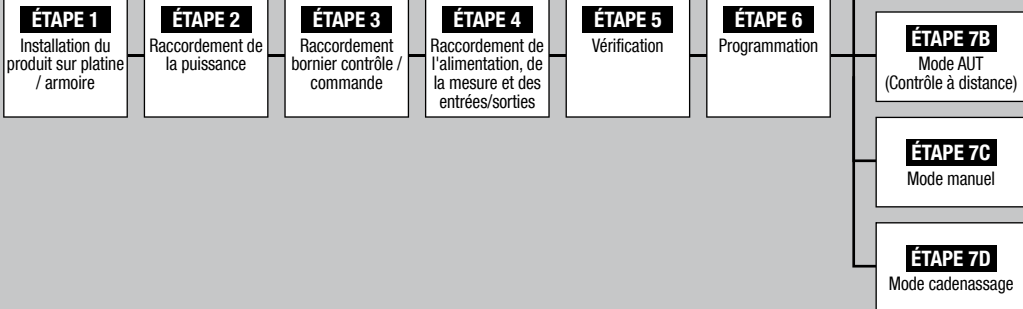 ÉTAPE 1
Installation du
produit sur platine
/ armoire
ÉTAPE 2
Raccordement de
la puissance
ÉTAPE 3
Raccordement
bornier contrôle /
commande
ÉTAPE 4
Raccordement de
l'alimentation, de
la mesure et des
entrées/sorties
ÉTAPE 5
Vérification
ÉTAPE 6
Programmation
ÉTAPE 7B
Mode AUT
(Contrôle à distance)
ÉTAPE 7C
Mode manuel
ÉTAPE 7D
Mode cadenassage